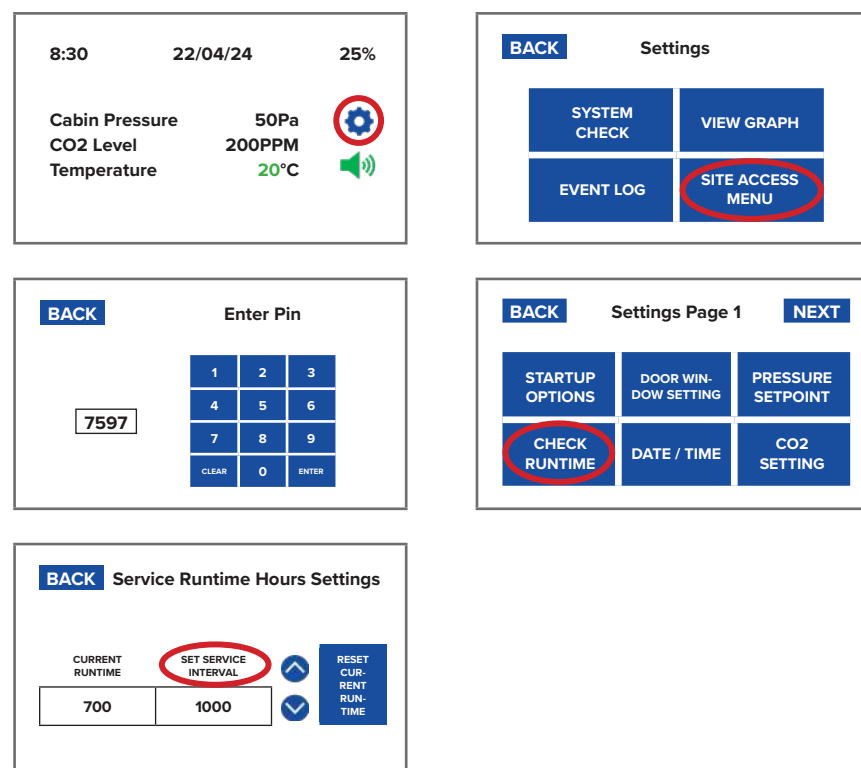 8:30 22/04/24 25%
Cabin Pressure 50Pa
CO2 Level 200PPM
Temperature 20°C
BACK Settings
SYSTEM
CHECK
VIEW GRAPH
EVENT LOG
SITE ACCESS
MENU
BACK Enter Pin
7597
1 2 3
4 5 6
7 8 9
CLEAR 0 ENTER
BACK Settings Page 1 NEXT
STARTUP
OPTIONS
DOOR WIN-
DOW SETTING
PRESSURE
SETPOINT
CHECK
RUNTIME
DATE / TIME
CO2
SETTING
BACK Service Runtime Hours Settings
CURRENT
RUNTIME
SET SERVICE
INTERVAL
700 1000
RESET
CUR-
RENT
RUN-
TIME